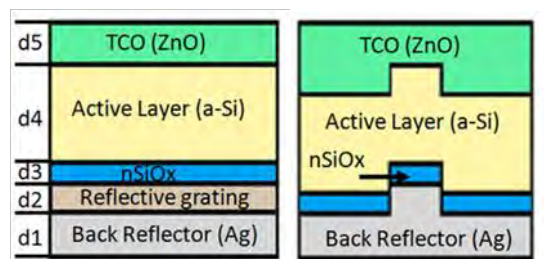 d5
TCO (ZnO)
d4
Active Layer (a-Si)
d3
nSiOx
d2
Reflective grating
d1
Back Reflector (Ag)
TCO (ZnO)
Active Layer (a-Si)
nSiOx
Back Reflector (Ag)